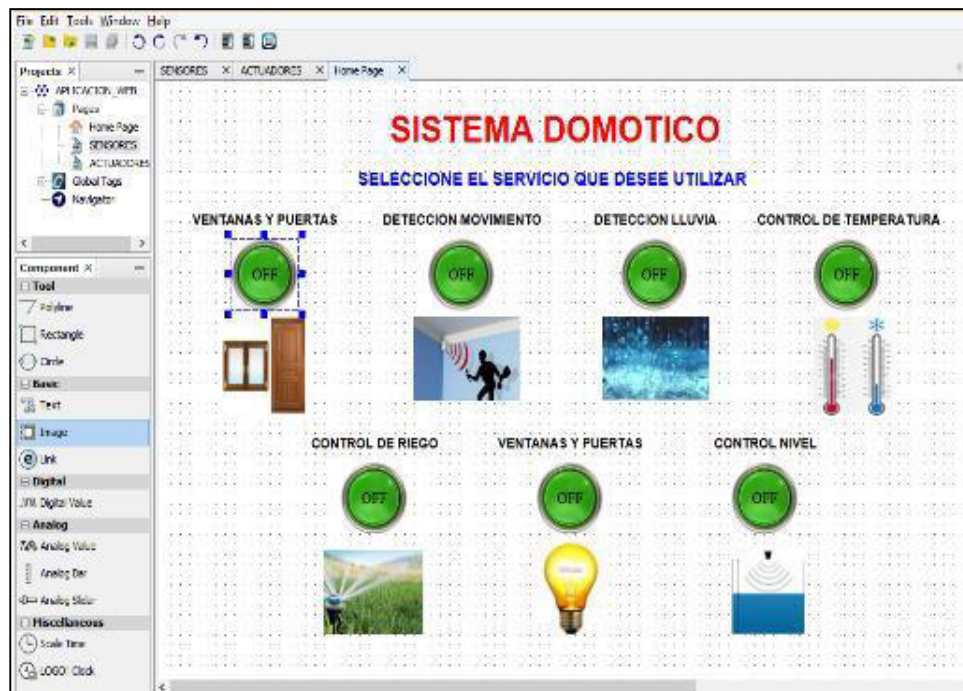 File Edit Tools Window Help
Projects X
SENSORES X ACTUADORES X Home Page X
APLICACION_WEB
Pages
Home Page
SENSORES
ACTUADORES
Global Tags
Navigator
SISTEMA DOMOTICO
SELECCIONE EL SERVICIO QUE DESEE UTILIZAR
VENTANAS Y PUERTAS DETECCION MOVIMIENTO DETECCION LLUVIA CONTROL DE TEMPERATURA
OFF OFF OFF OFF
CONTROL DE RIEGO VENTANAS Y PUERTAS CONTROL NIVEL
OFF OFF OFF
Component X
Tool
Polyline
Rectangle
Circle
Basic
Text
Image
Link
Digital
Digital Value
Analog
Analog Value
Analog Bar
Analog Slider
Miscellaneous
Scale Time
LOGO! Clock